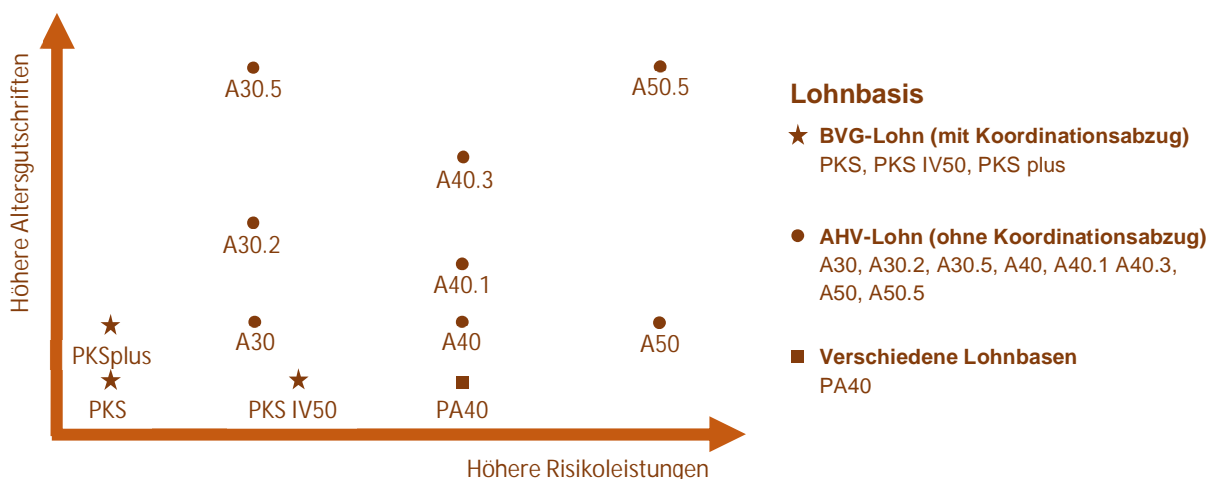 Höhere Altersgutschriften
A30.5
A50.5
A40.3
A30.2
A40.1
PKSplus
A30
A40
A50
PKS
PKS IV50
PA40
Höhere Risikoleistungen
Lohnbasis
BVG-Lohn (mit Koordinationsabzug)
PKS, PKS IV50, PKS plus
AHV-Lohn (ohne Koordinationsabzug)
A30, A30.2, A30.5, A40, A40.1 A40.3,
A50, A50.5
Verschiedene Lohnbasen
PA40